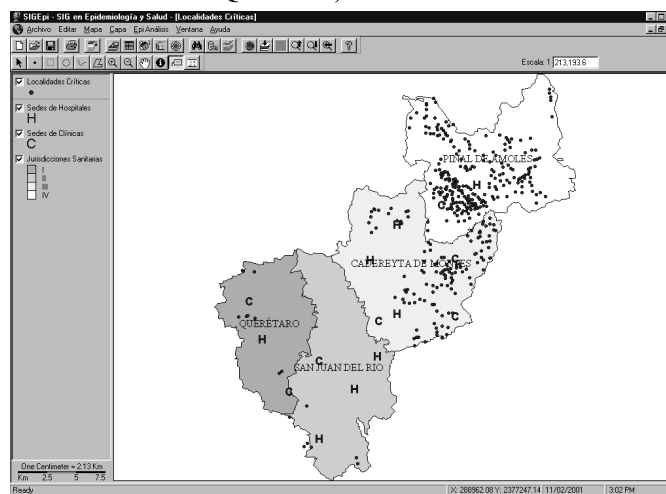 SIGEpi - SIG en Epidemiología y Salud - [Localidades Críticas]
Archivo Editar Mapa Capa EpiAnálisis Ventana Ayuda
Escala: 1 213,193.6
Localidades Críticas
Sedes de Hospitales
H
Sedes de Clínicas
C
Jurisdicciones Sanitarias
I
II
III
IV
PINAL DE AMOLES
H
C
H
H
C
CADEREYTA DE MONTES
C
H
C
C
QUERÉTARO
H
C
H
SAN JUAN DEL RIO
C
H
H
One Centimeter = 2.13 Km
Km 2.5 5 7.5
Ready
X: 288962.08 Y: 2377247.14 11/02/2001 3:02 PM